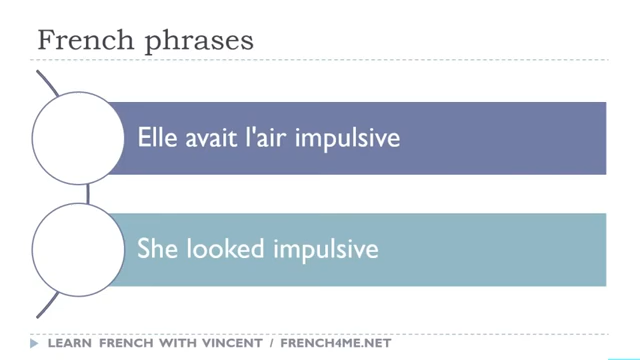 French phrases
Elle avait l'air impulsive
She looked impulsive
LEARN FRENCH WITH VINCENT / FRENCH4ME.NET